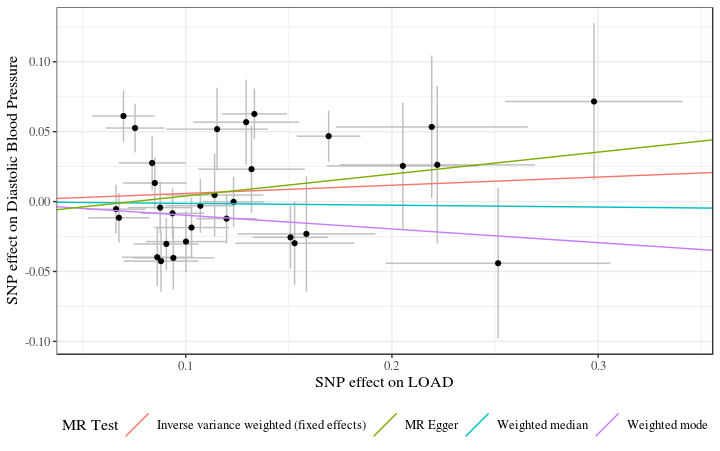 SNP effect on Diastolic Blood Pressure
0.10
0.05
0.00
-0.05
-0.10
0.1
0.2
0.3
SNP effect on LOAD
MR Test
Inverse variance weighted (fixed effects)
MR Egger
Weighted median
Weighted mode